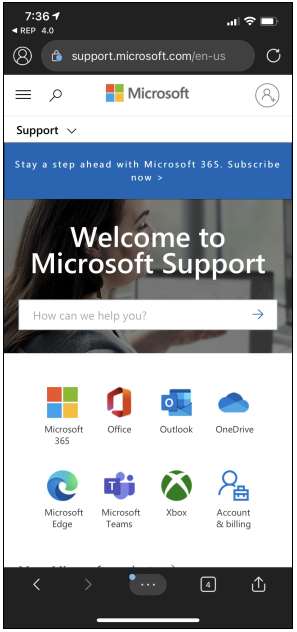 7:36
REP 4.0
support.microsoft.com/en-us
Microsoft
Support
Stay a step ahead with Microsoft 365. Subscribe
now >
Welcome to
Microsoft Support
How can we help you?
Microsoft
365
Office
Outlook
OneDrive
Microsoft
Edge
Microsoft
Teams
Xbox
Account
& billing
4